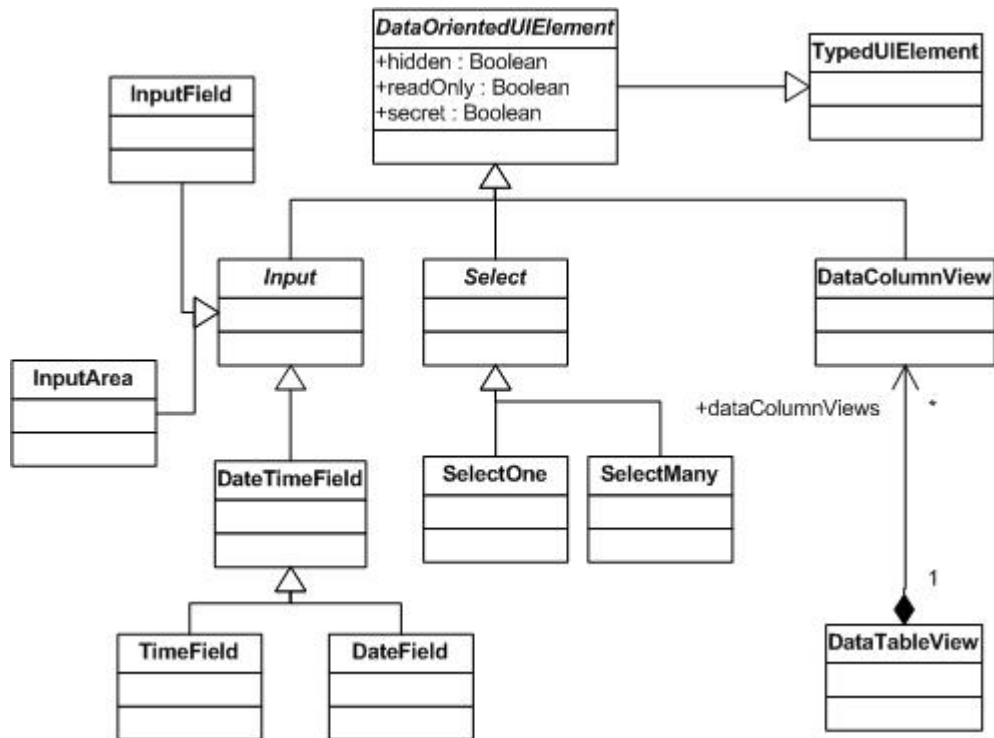 DataOrientedUIElement
+hidden : Boolean
+readOnly : Boolean
+secret : Boolean
TypedUIElement
InputField
Input
Select
DataColumnView
InputArea
+dataColumnViews
*
DateTimeField
SelectOne
SelectMany
1
TimeField
DateField
DataTableView